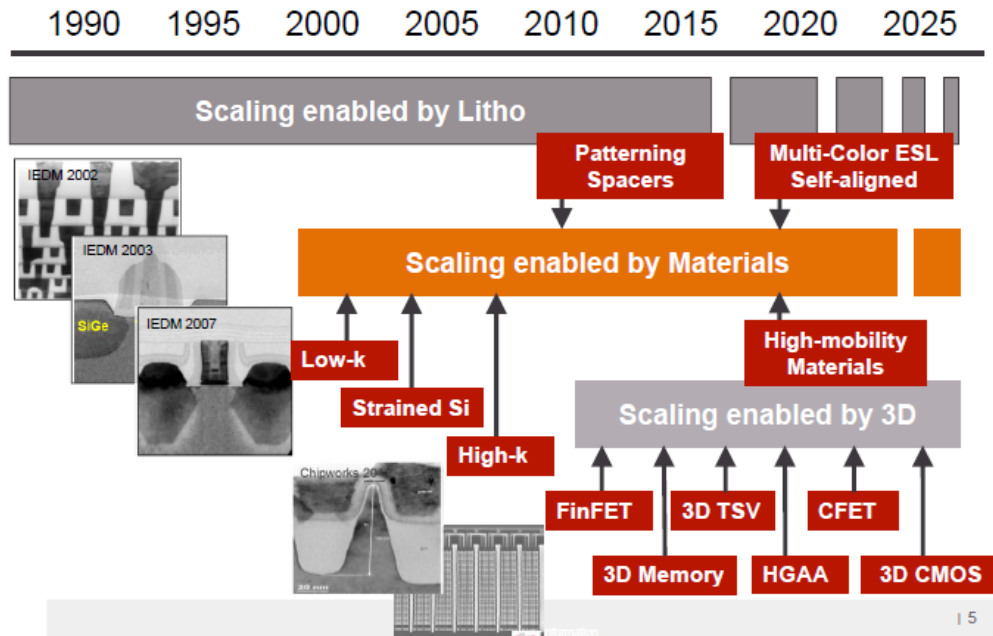 1990 1995 2000 2005 2010 2015 2020 2025
Scaling enabled by Litho
Patterning
Spacers
Multi-Color ESL
Self-aligned
IEDM 2002
IEDM 2003
SiGe
IEDM 2007
Scaling enabled by Materials
Low-k
Strained Si
High-k
High-mobility
Materials
Scaling enabled by 3D
Chipworks
FinFET
3D TSV
CFET
3D Memory
HGAA
3D CMOS
| 5